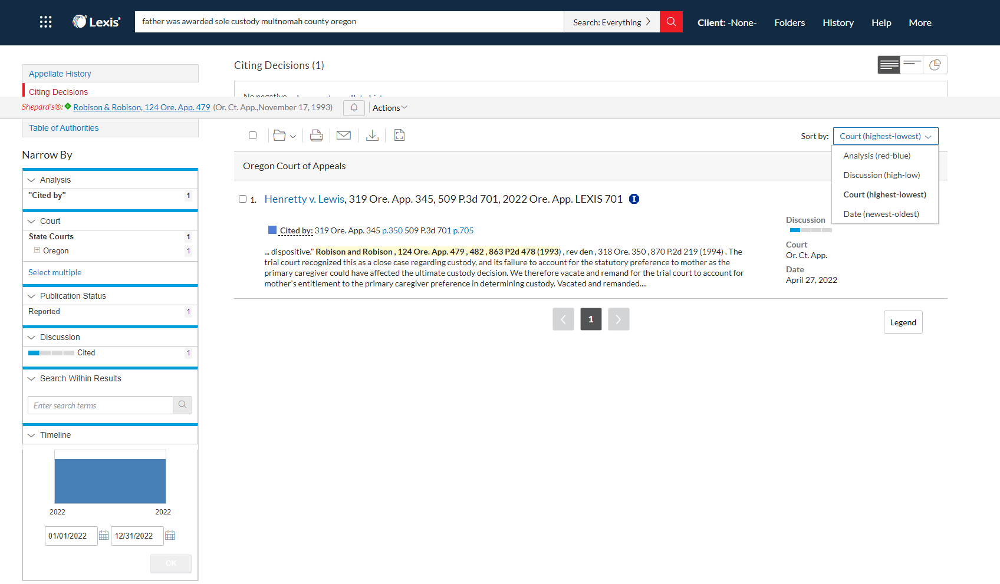 Lexis®
father was awarded sole custody multnomah county oregon
Search: Everything
Client: -None-
Folders
History
Help
More
Appellate History
Citing Decisions
Citing Decisions (1)
No negative
Shepard's®: Robison & Robison, 124 Ore. App. 479 (Or. Ct. App.,November 17, 1993)
Actions
Table of Authorities
Sort by: Court (highest-lowest)
Analysis (red-blue)
Discussion (high-low)
Court (highest-lowest)
Date (newest-oldest)
Narrow By
Analysis
"Cited by" 1
Court
State Courts 1
Oregon 1
Select multiple
Publication Status
Reported 1
Discussion
Cited 1
Search Within Results
Enter search terms
Timeline
2022 2022
01/01/2022 12/31/2022
OK
Oregon Court of Appeals
1. Henretty v. Lewis, 319 Ore. App. 345, 509 P.3d 701, 2022 Ore. App. LEXIS 701
Cited by: 319 Ore. App. 345 p.350 509 P.3d 701 p.705
... dispositive." Robison and Robison , 124 Ore. App. 479 , 482 , 863 P2d 478 (1993) , rev den , 318 Ore. 350 , 870 P.2d 219 (1994) . The
trial court recognized this as a close case regarding custody, and its failure to account for the statutory preference to mother as the
primary caregiver could have affected the ultimate custody decision. We therefore vacate and remand for the trial court to account for
mother's entitlement to the primary caregiver preference in determining custody. Vacated and remanded....
Discussion
Court
Or. Ct. App.
Date
April 27, 2022
1
Legend